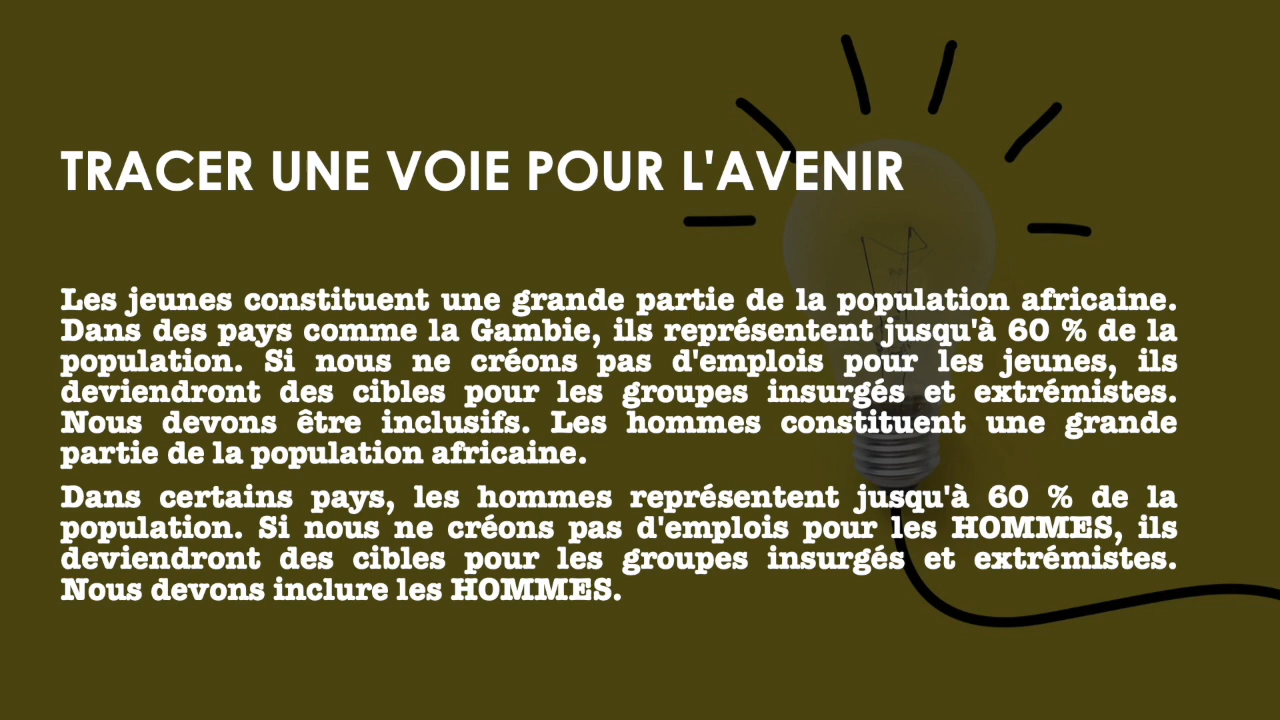 TRACER UNE VOIE POUR L'AVENIR
Les jeunes constituent une grande partie de la population africaine.
Dans des pays comme la Gambie, ils représentent jusqu'à 60 % de la
population. Si nous ne créons pas d'emplois pour les jeunes, ils
deviendront des cibles pour les groupes insurgés et extrémistes.
Nous devons être inclusifs. Les hommes constituent une grande
partie de la population africaine.
Dans certains pays, les hommes représentent jusqu'à 60 % de la
population. Si nous ne créons pas d'emplois pour les HOMMES, ils
deviendront des cibles pour les groupes insurgés et extrémistes.
Nous devons inclure les HOMMES.